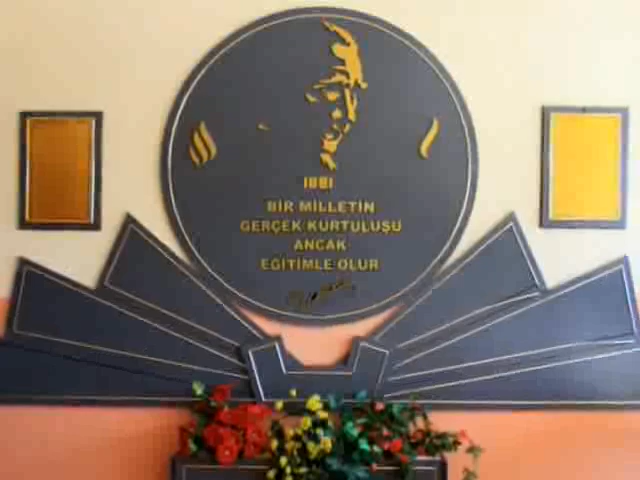 1881
BİR MİLLETİN
GERÇEK KURTULUŞU
ANCAK
EĞİTİMLE OLUR